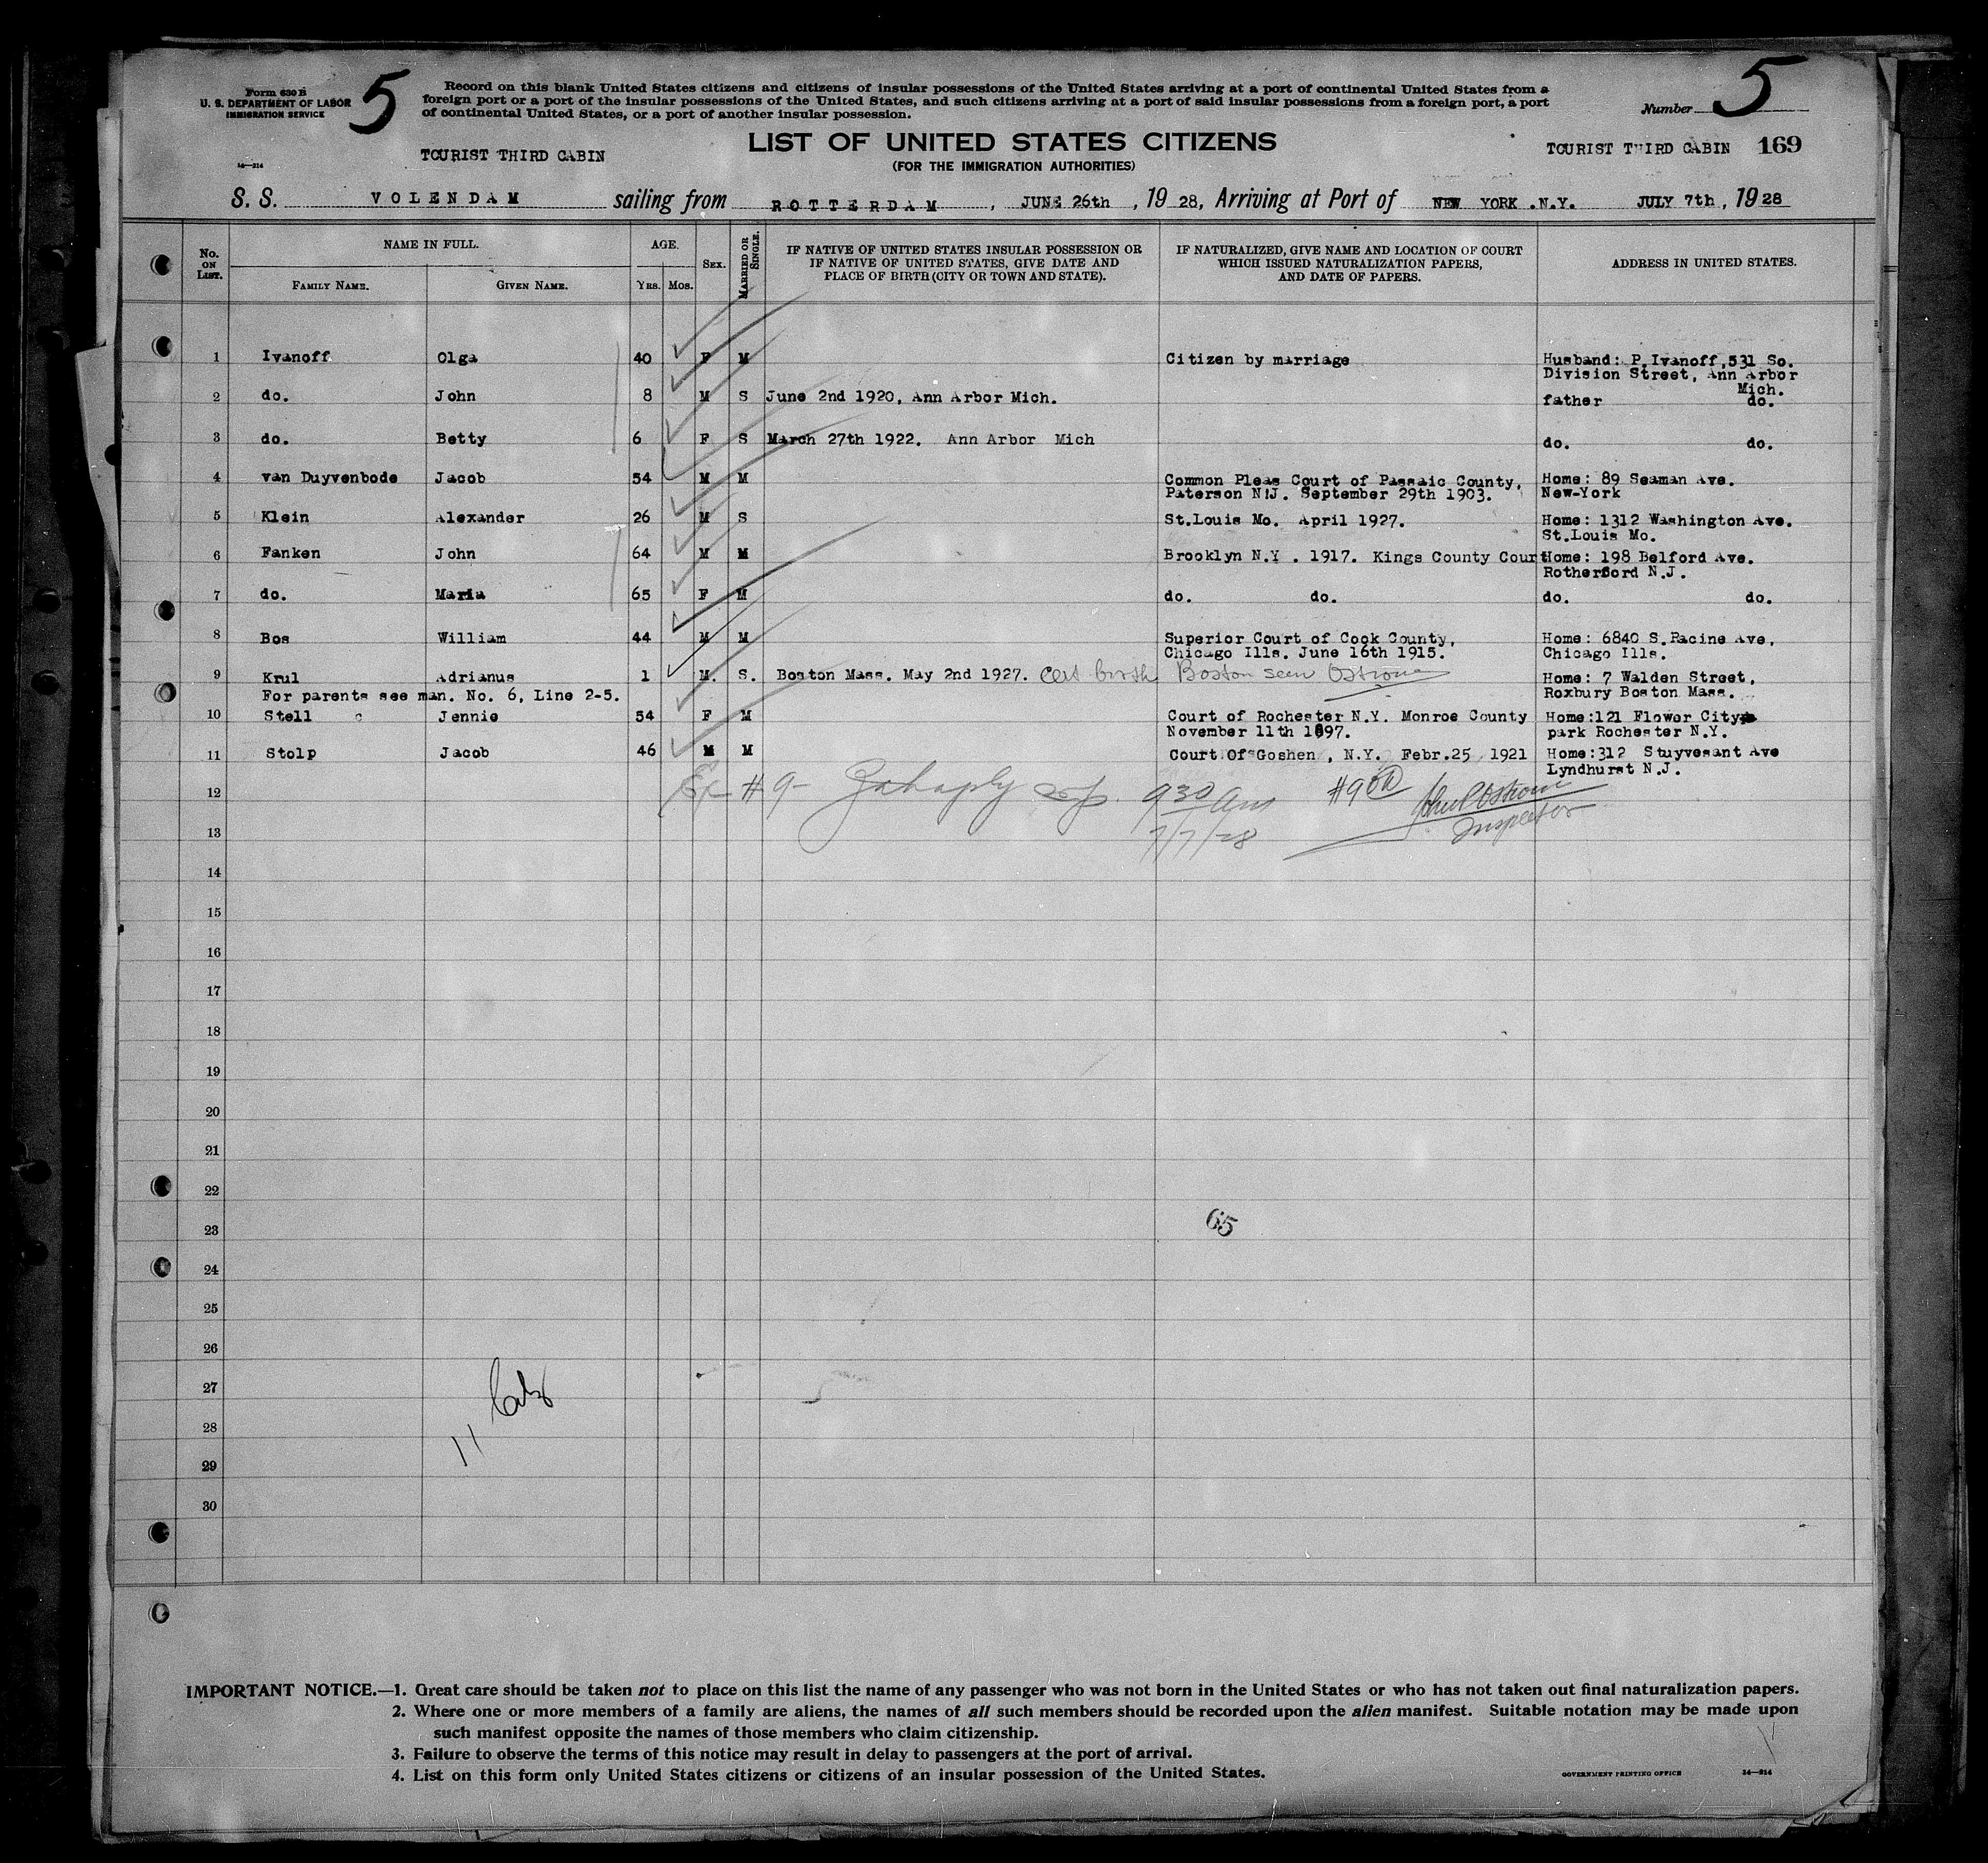 Form 630 B
U. S. DEPARTMENT OF LABOR
IMMIGRATION SERVICE
5
Record on this blank United States citizens and citizens of insular possessions of the United States arriving at a port of continental United States from a
foreign port or a port of the insular possessions of the United States, and such citizens arriving at a port of said insular possessions from a foreign port, a port
of continental United States, or a port of another insular possession.
Number 5
LIST OF UNITED STATES CITIZENS
(FOR THE IMMIGRATION AUTHORITIES)
14—214
TOURIST THIRD CABIN
TOURIST THIRD CABIN 169
S. S. VOLENDAM sailing from ROTTERDAM, JUNE 26th, 1928, Arriving at Port of NEW YORK .N.Y. JULY 7th, 1928
No. ON LIST.
NAME IN FULL.
FAMILY NAME. GIVEN NAME.
AGE.
YRS. MOS.
SEX.
MARRIED OR SINGLE.
IF NATIVE OF UNITED STATES INSULAR POSSESSION OR
IF NATIVE OF UNITED STATES, GIVE DATE AND
PLACE OF BIRTH (CITY OR TOWN AND STATE).
IF NATURALIZED, GIVE NAME AND LOCATION OF COURT
WHICH ISSUED NATURALIZATION PAPERS,
AND DATE OF PAPERS.
ADDRESS IN UNITED STATES.
1 Ivanoff Olga 40 F M Citizen by marriage Husband: P.Ivanoff,531 So.
Division Street, Ann Arbor
Mich.
2 do. John 8 M S June 2nd 1920, Ann Arbor Mich. father do.
3 do. Betty 6 F S March 27th 1922. Ann Arbor Mich do. do.
4 van Duyvenbode Jacob 54 M M Common Pleas Court of Passaic County, Home: 89 Seaman Ave.
Paterson N.J. September 29th 1903. New-York
5 Klein Alexander 26 M S St.Louis Mo. April 1927. Home: 1312 Washington Ave.
St.Louis Mo.
6 Fanken John 64 M M Brooklyn N.Y . 1917. Kings County Court Home: 198 Belford Ave.
Rotherford N.J.
7 do. Maria 65 F M do. do. do. do.
8 Bos William 44 M M Superior Court of Cook County, Home: 6840 S.Racine Ave,
Chicago Ills. June 16th 1915. Chicago Ills.
9 Krul Adrianus 1 M. S. Boston Mass. May 2nd 1927. Cert birth Boston seen Ostrom Home: 7 Walden Street,
For parents see man. No. 6, Line 2-5. Roxbury Boston Mass.
10 Stell Jennie 54 F M Court of Rochester N.Y. Monroe County Home:121 Flower City
November 11th 1897. park Rochester N.Y.
11 Stolp Jacob 46 M M Court Of Goshen , N.Y. Febr.25 1921 Home:312 Stuyvesant Ave
Lyndhurst N.J.
12 #9- 9 30 Am #9
13 7/7/28 Inspector
14
15
16
17
18
19
20
21
22
23
65
24
25
26
27
28
11
29
30
IMPORTANT NOTICE.—1. Great care should be taken not to place on this list the name of any passenger who was not born in the United States or who has not taken out final naturalization papers.
2. Where one or more members of a family are aliens, the names of all such members should be recorded upon the alien manifest. Suitable notation may be made upon
such manifest opposite the names of those members who claim citizenship.
3. Failure to observe the terms of this notice may result in delay to passengers at the port of arrival.
4. List on this form only United States citizens or citizens of an insular possession of the United States.
GOVERNMENT PRINTING OFFICE 14—214